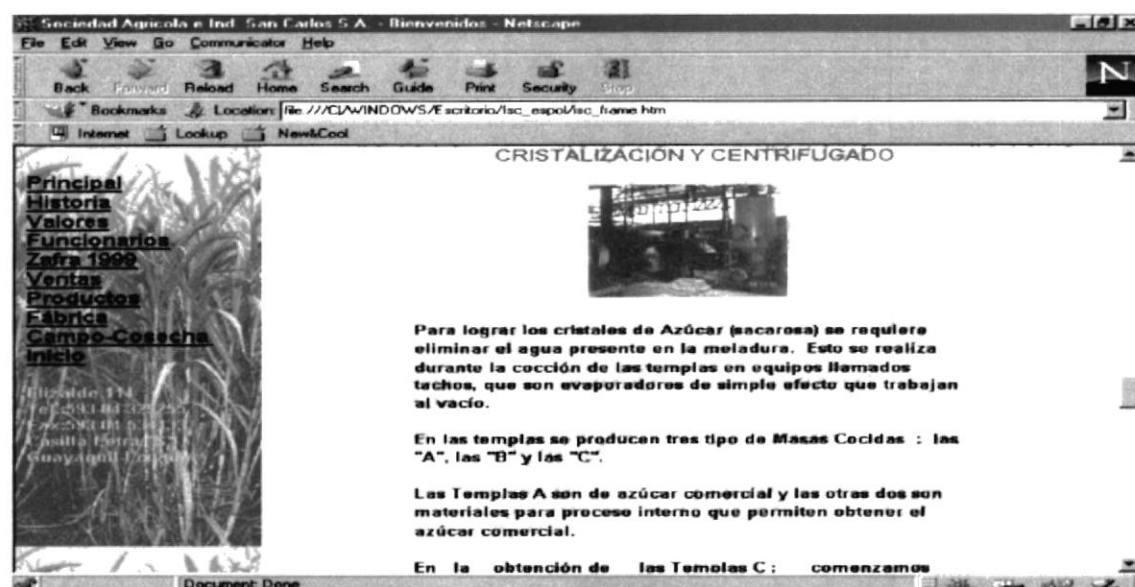 Sociedad Agricola e Ind. San Carlos S.A. - Bienvenidos - Netscape
File Edit View Go Communicator Help
Back Forward Reload Home Search Guide Print Security Stop
N
Bookmarks Location: file:///C|/WINDOWS/Escritorio/Isc_espol/isc_frame.htm
Internet Lookup New&Cool
Principal
Historia
Valores
Funcionarios
Zafra 1999
Ventas
Productos
Fábrica
Campo-Cosecha
Inicio
Elizalde 114
CRISTALIZACIÓN Y CENTRIFUGADO
Para lograr los cristales de Azúcar (sacarosa) se requiere
eliminar el agua presente en la meladura. Esto se realiza
durante la cocción de las templas en equipos llamados
tachos, que son evaporadores de simple efecto que trabajan
al vacío.
En las templas se producen tres tipo de Masas Cocidas : las
"A", las "B" y las "C".
Las Templas A son de azúcar comercial y las otras dos son
materiales para proceso interno que permiten obtener el
azúcar comercial.
En la obtención de las Templas C ; comenzamos
Document: Done